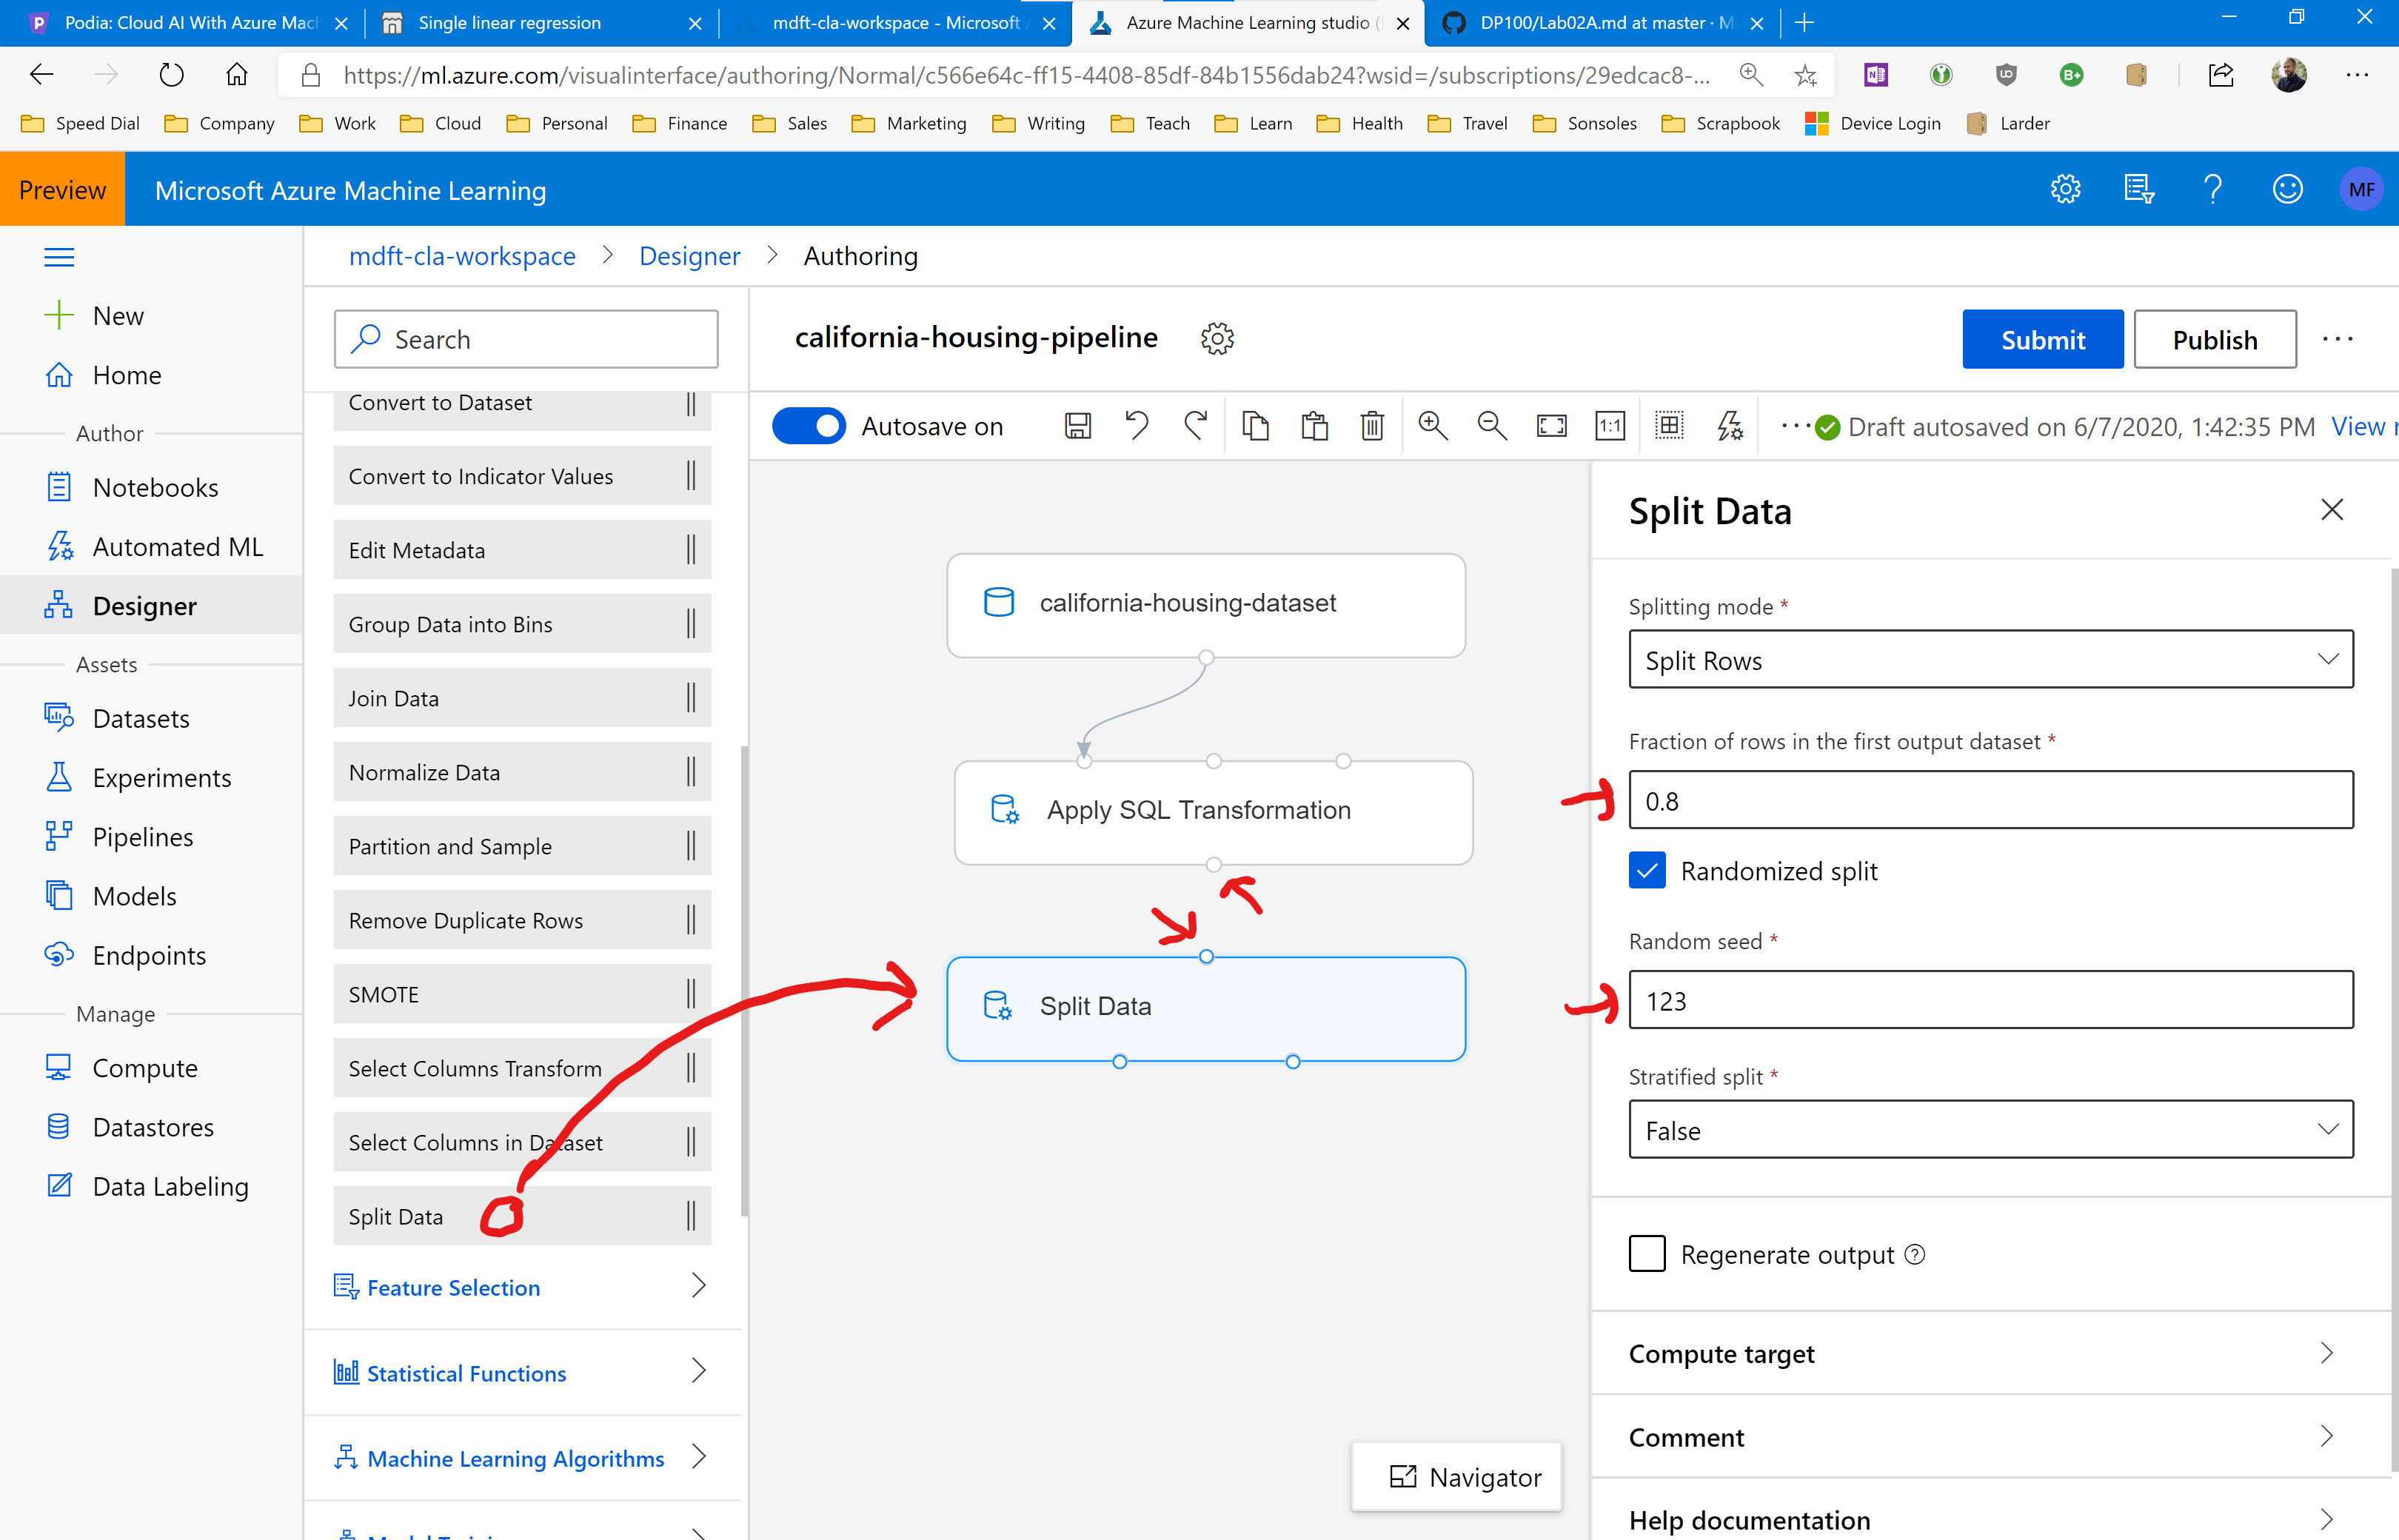 Podia: Cloud AI With Azure Mach
Single linear regression
mdft-cla-workspace - Microsoft
Azure Machine Learning studio (
DP100/Lab02A.md at master · M
https://ml.azure.com/visualinterface/authoring/Normal/c566e64c-ff15-4408-85df-84b1556dab24?wsid=/subscriptions/29edcac8-...
Speed Dial Company Work Cloud Personal Finance Sales Marketing Writing Teach Learn Health Travel Sonsoles Scrapbook Device Login Larder
Preview Microsoft Azure Machine Learning MF
mdft-cla-workspace > Designer > Authoring
New
Home
Author
Notebooks
Automated ML
Designer
Assets
Datasets
Experiments
Pipelines
Models
Endpoints
Manage
Compute
Datastores
Data Labeling
Search
Convert to Dataset
Convert to Indicator Values
Edit Metadata
Group Data into Bins
Join Data
Normalize Data
Partition and Sample
Remove Duplicate Rows
SMOTE
Select Columns Transform
Select Columns in Dataset
Split Data
Feature Selection
Statistical Functions
Machine Learning Algorithms
california-housing-pipeline
Submit Publish
Autosave on
1:1
Draft autosaved on 6/7/2020, 1:42:35 PM View
california-housing-dataset
Apply SQL Transformation
Split Data
Navigator
Split Data
Splitting mode *
Split Rows
Fraction of rows in the first output dataset *
0.8
Randomized split
Random seed *
123
Stratified split *
False
Regenerate output
Compute target
Comment
Help documentation